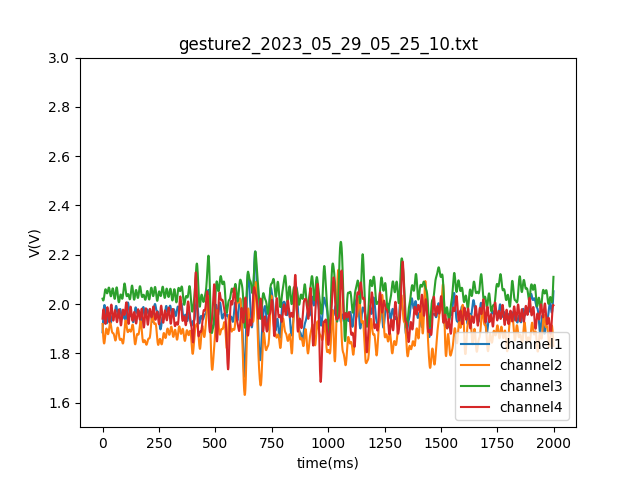 gesture2_2023_05_29_05_25_10.txt
3.0
2.8
2.6
2.4
2.2
2.0
1.8
1.6
V(V)
channel1
channel2
channel3
channel4
0 250 500 750 1000 1250 1500 1750 2000
time(ms)